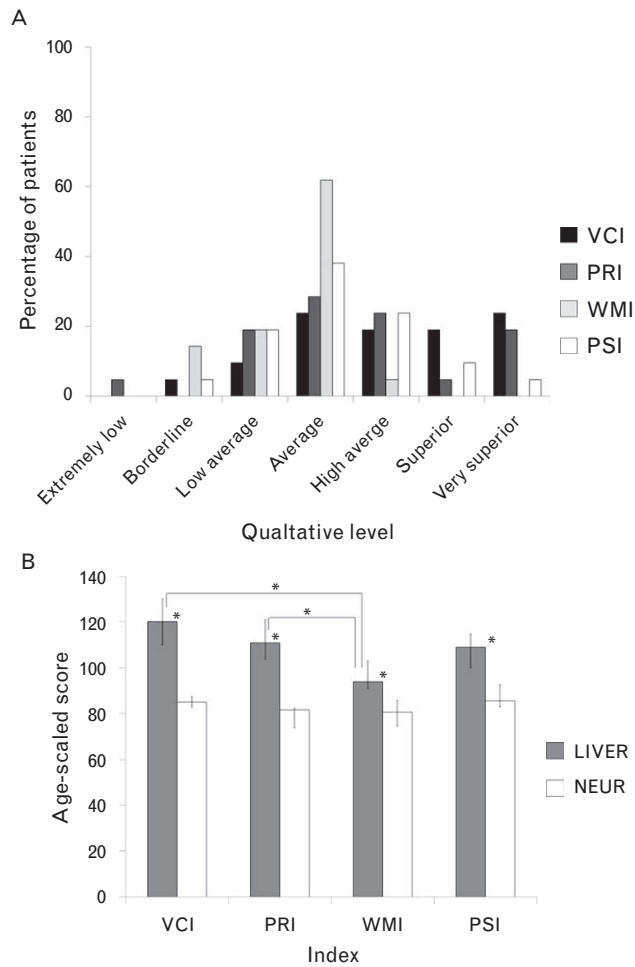 A
100
80
60
40
20
0
Percentage of patients
Extremely low
Borderline
Low average
Average
High averge
Superior
Very superior
Qualtative level
VCI
PRI
WMI
PSI
B
140
120
100
80
60
40
20
0
Age-scaled score
*
*
*
*
*
*
VCI
PRI
WMI
PSI
Index
LIVER
NEUR